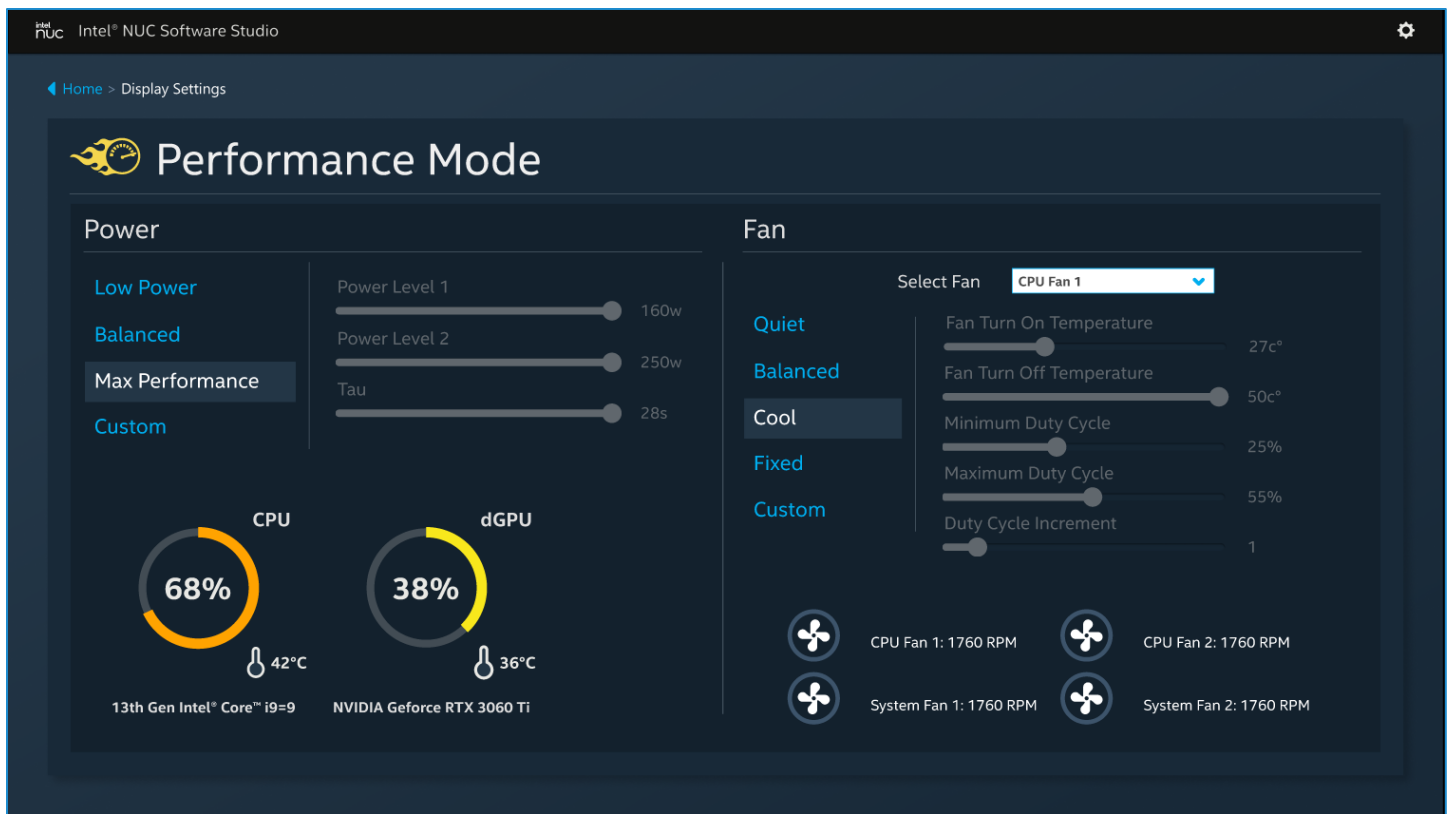 intel nuc Intel® NUC Software Studio
Home > Display Settings
Performance Mode
Power
Low Power
Balanced
Max Performance
Custom
Power Level 1
160w
Power Level 2
250w
Tau
28s
CPU
68%
42°C
13th Gen Intel® Core™ i9=9
dGPU
38%
36°C
NVIDIA Geforce RTX 3060 Ti
Fan
Select Fan CPU Fan 1
Quiet
Balanced
Cool
Fixed
Custom
Fan Turn On Temperature
27c°
Fan Turn Off Temperature
50c°
Minimum Duty Cycle
25%
Maximum Duty Cycle
55%
Duty Cycle Increment
1
CPU Fan 1: 1760 RPM
CPU Fan 2: 1760 RPM
System Fan 1: 1760 RPM
System Fan 2: 1760 RPM